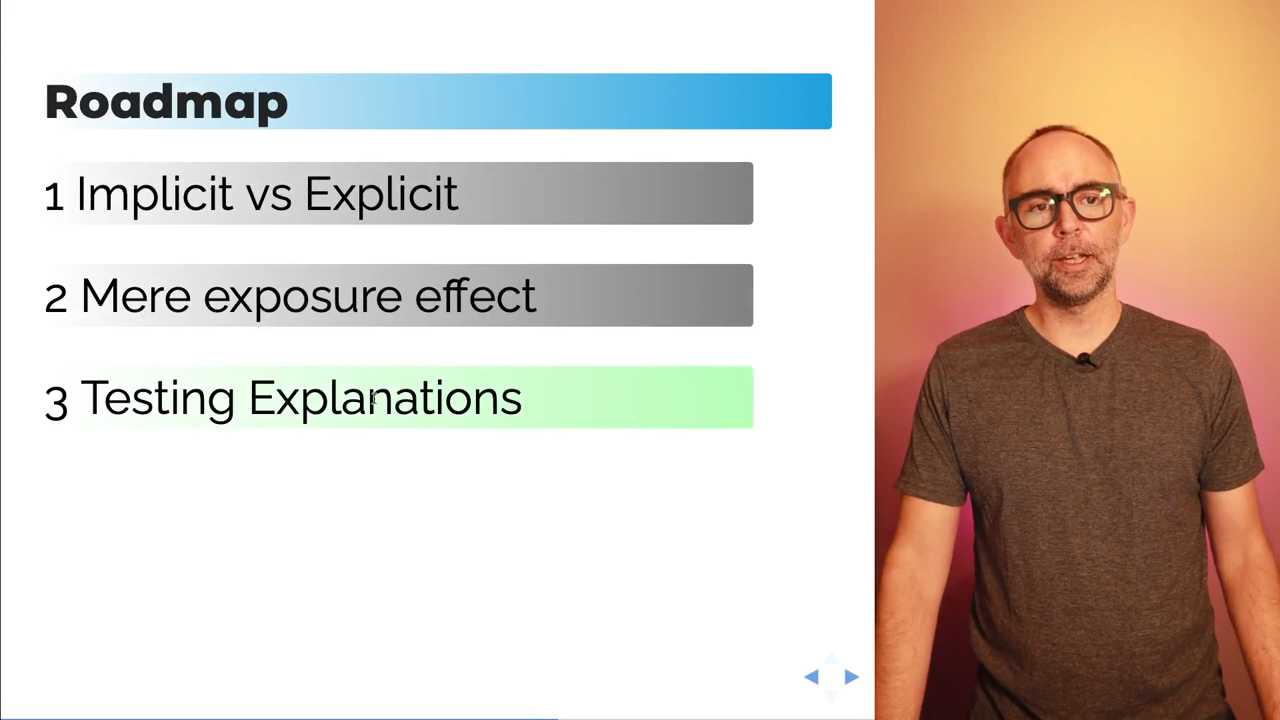 Roadmap
1 Implicit vs Explicit
2 Mere exposure effect
3 Testing Explanations